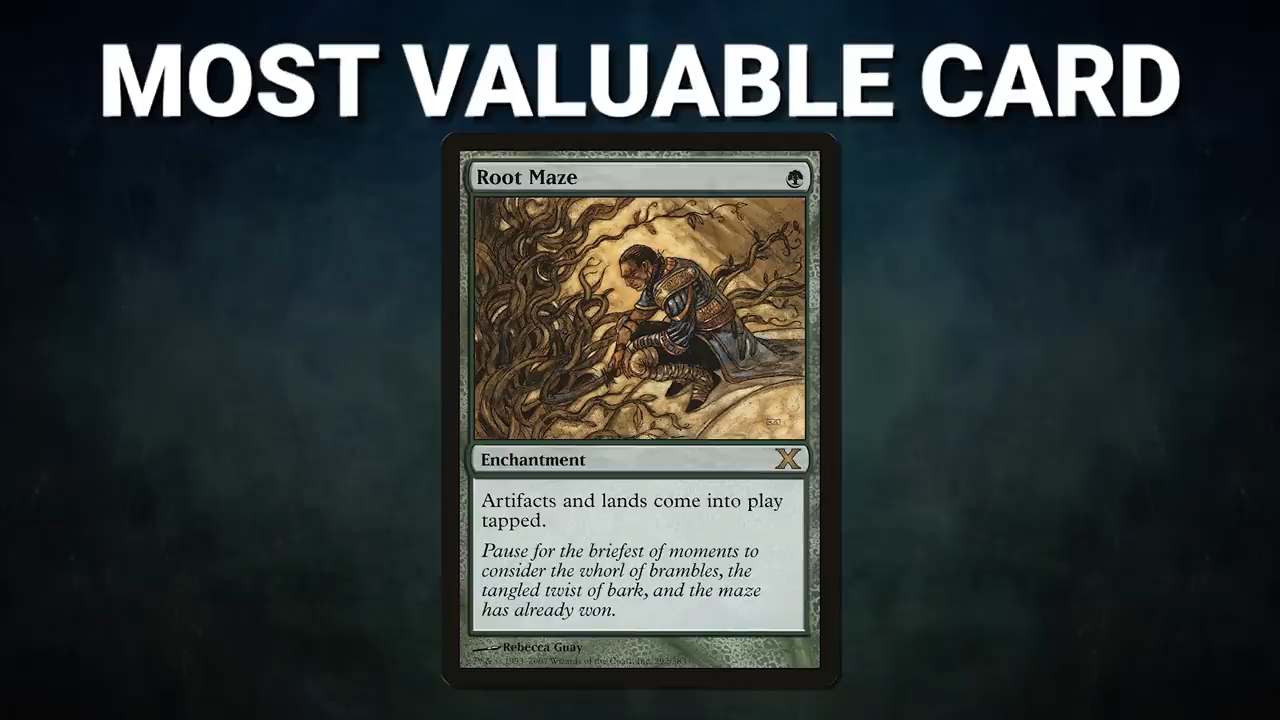 MOST VALUABLE CARD
Root Maze
Enchantment
Artifacts and lands come into play
tapped.
Pause for the briefest of moments to
consider the whorl of brambles, the
tangled twist of bark, and the maze
has already won.
Rebecca Guay